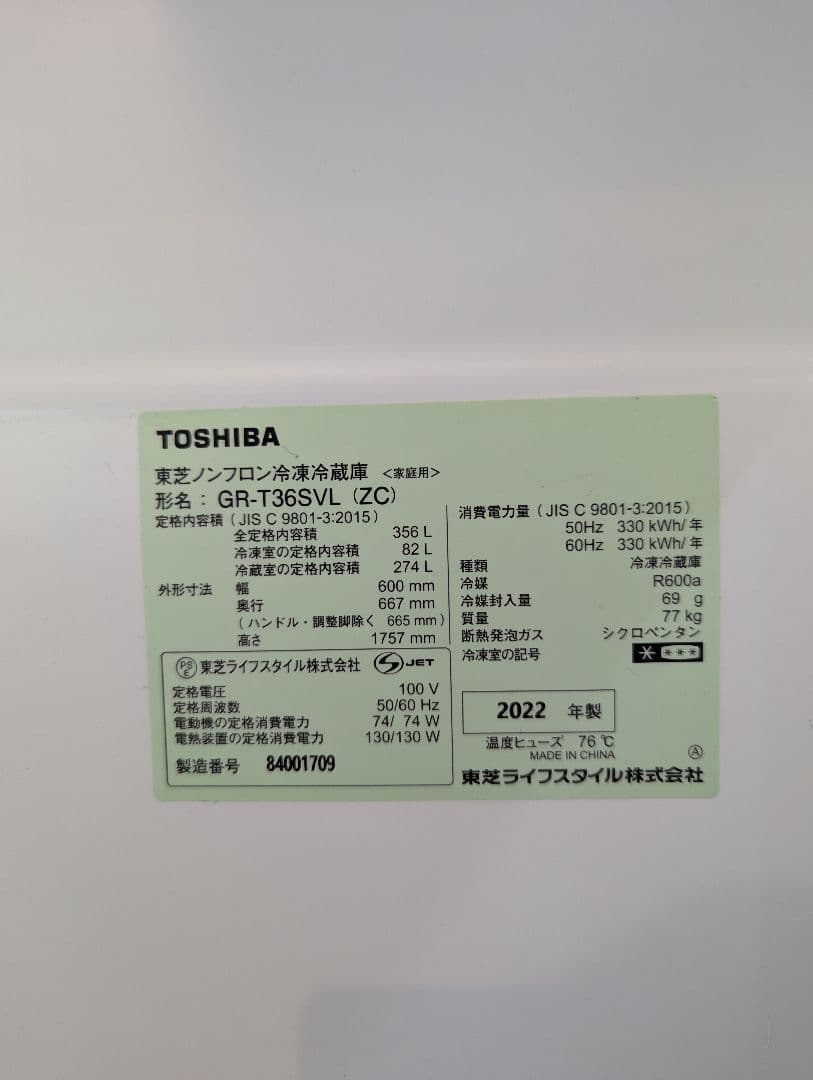 TOSHIBA
東芝ノンフロン冷凍冷蔵庫 <家庭用>
形名：GR-T36SVL (ZC)
定格内容積 (JIS C 9801-3:2015)
全定格内容積 356 L
冷凍室の定格内容積 82 L
冷蔵室の定格内容積 274 L
外形寸法 幅 600 mm
奥行 667 mm
(ハンドル・調整脚除く 665 mm)
高さ 1757 mm
PSE 東芝ライフスタイル株式会社 S JET
定格電圧 100 V
定格周波数 50/60 Hz
電動機の定格消費電力 74/ 74 W
電熱装置の定格消費電力 130/130 W
製造番号 84001709
消費電力量 (JIS C 9801-3:2015)
50Hz 330 kWh/年
60Hz 330 kWh/年
種類 冷凍冷蔵庫
冷媒 R600a
冷媒封入量 69 g
質量 77 kg
断熱発泡ガス シクロペンタン
冷凍室の記号 * ***
2022 年製
温度ヒューズ 76 ℃
MADE IN CHINA Ⓐ
東芝ライフスタイル株式会社